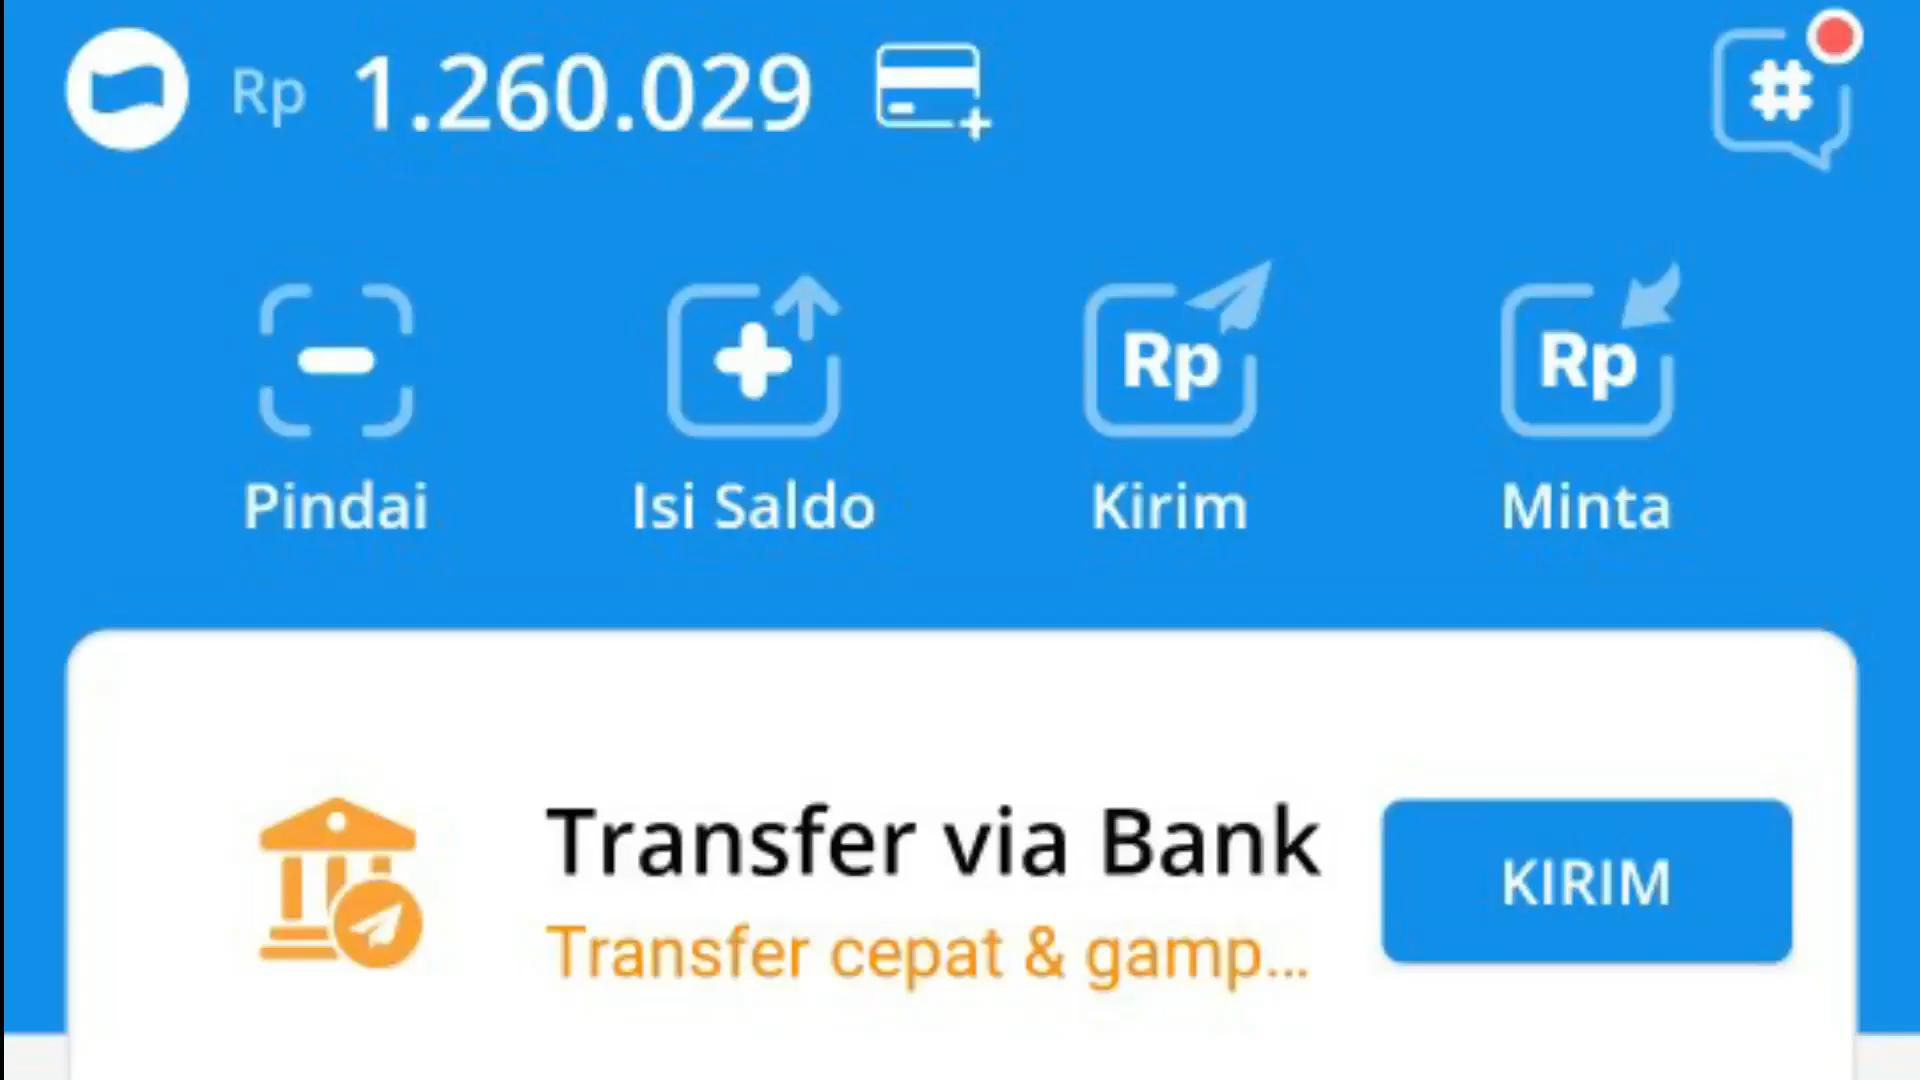 Rp 1.260.029
#
Rp
Rp
Pindai
Isi Saldo
Kirim
Minta
Transfer via Bank
Transfer cepat & gamp...
KIRIM